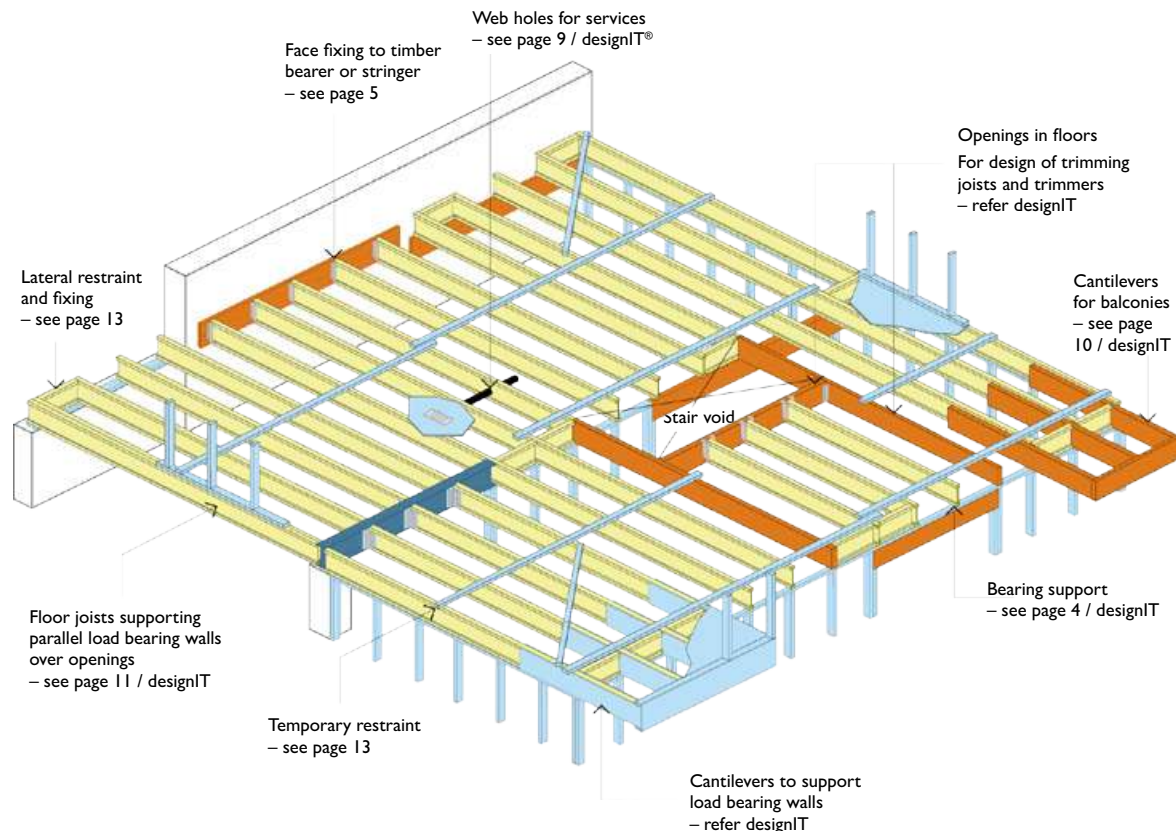 Web holes for services
– see page 9 / designIT®
Face fixing to timber
bearer or stringer
– see page 5
Openings in floors
For design of trimming
joists and trimmers
– refer designIT
Lateral restraint
and fixing
– see page 13
Cantilevers
for balconies
– see page
10 / designIT
Stair void
Floor joists supporting
parallel load bearing walls
over openings
– see page 11 / designIT
Bearing support
– see page 4 / designIT
Temporary restraint
– see page 13
Cantilevers to support
load bearing walls
– refer designIT